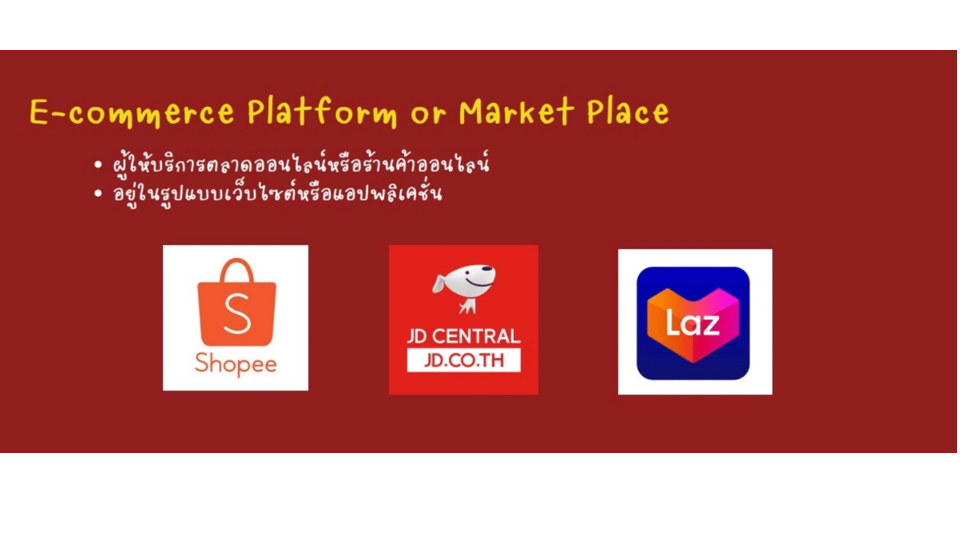 E-commerce Platform or Market Place
• ผู้ให้บริการตลาดออนไลน์หรือร้านค้าออนไลน์
• อยู่ในรูปแบบเว็บไซต์หรือแอปพลิเคชั่น
S
Shopee
JD CENTRAL
JD.CO.TH
Laz